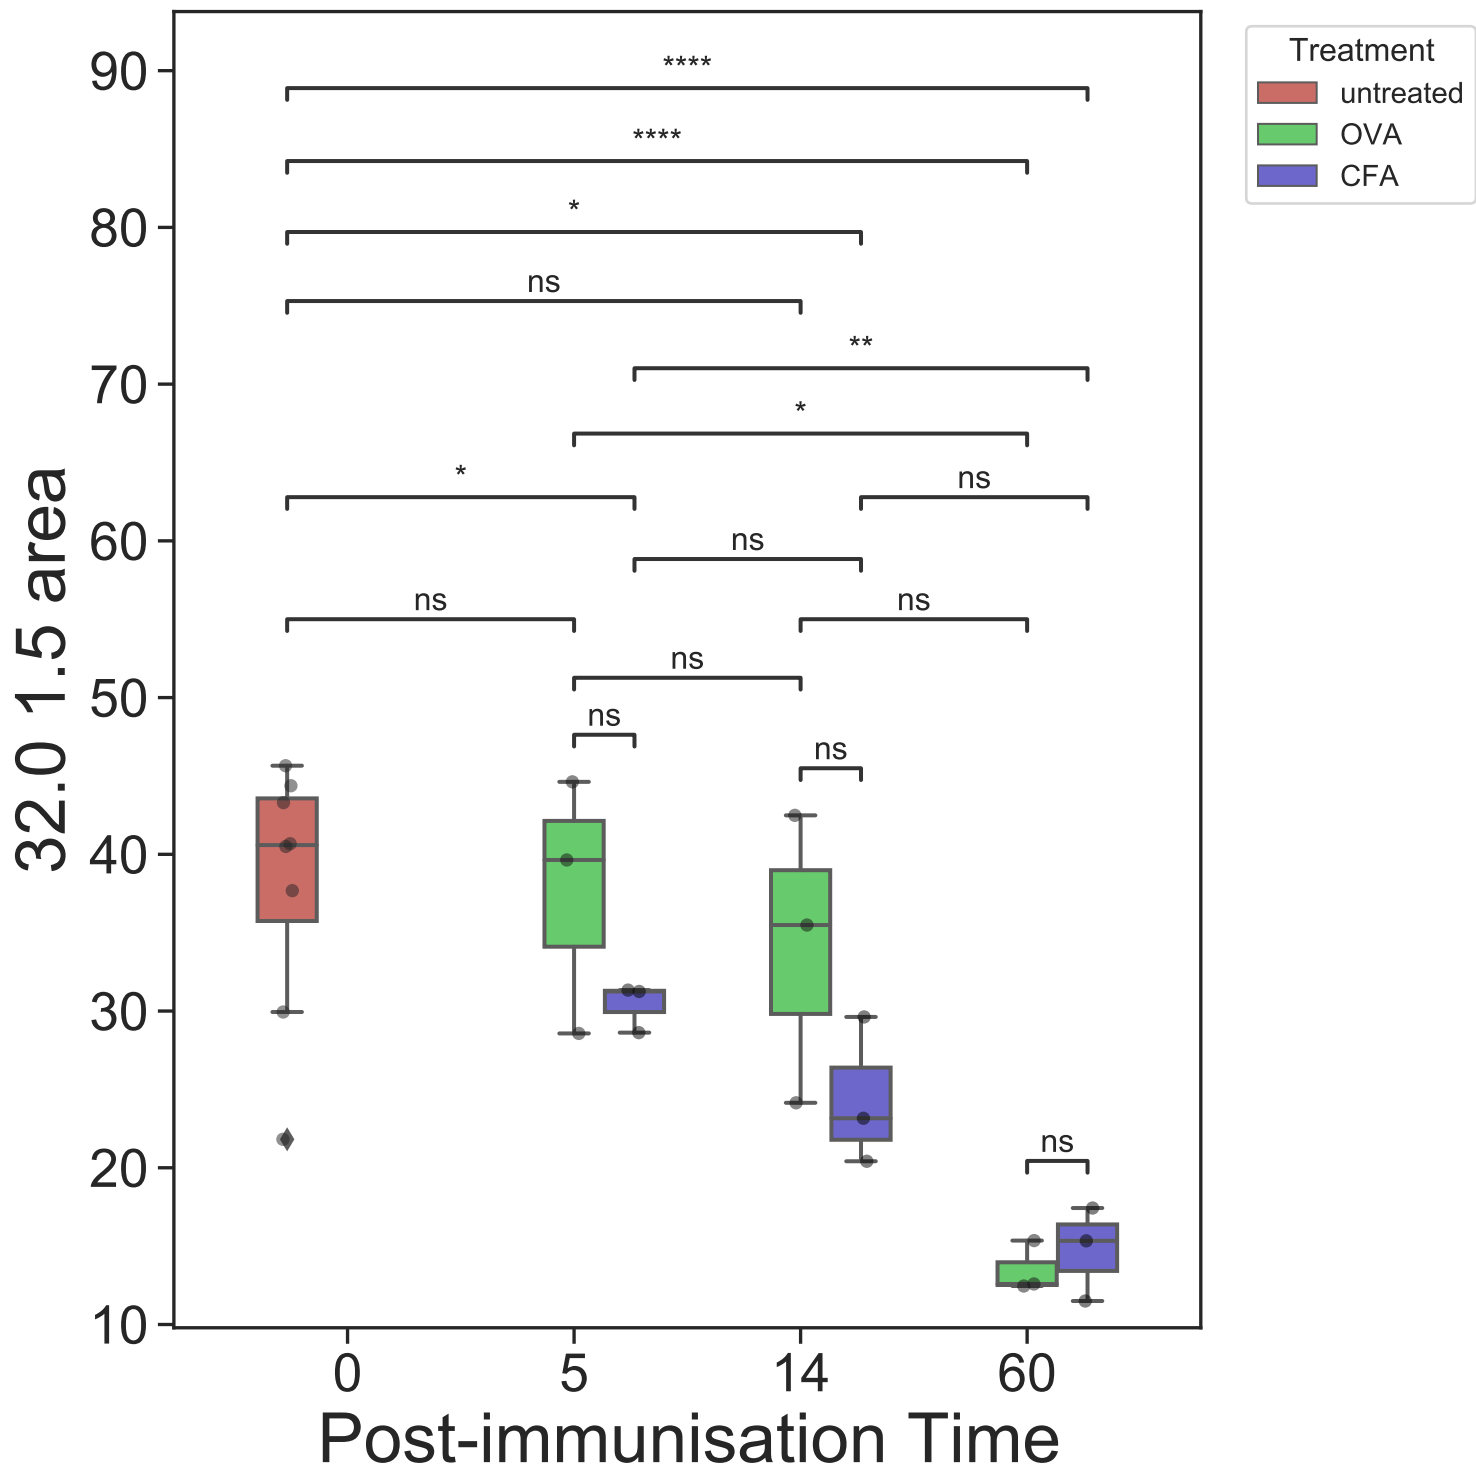 Treatment
untreated
OVA
CFA
90
80
70
60
50
40
30
20
10
32.0 1.5 area
****
****
*
ns
**
*
*
ns
ns
ns
ns
ns
ns
ns
ns
0 5 14 60
Post-immunisation Time